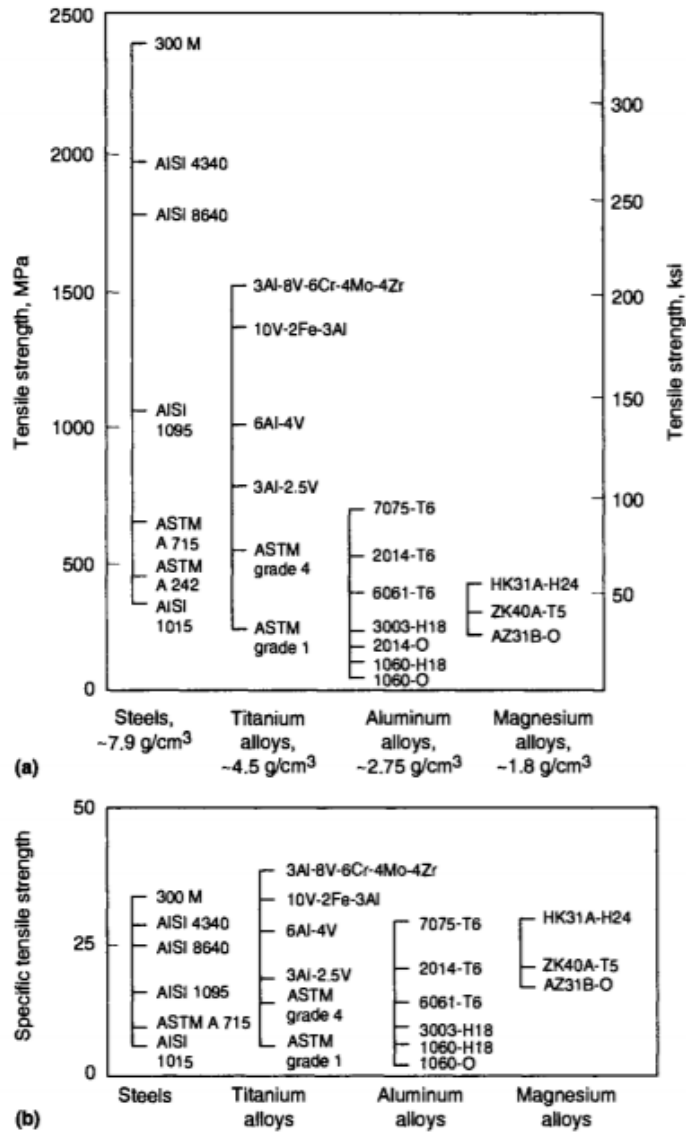 2500
2000
1500
1000
500
0
Tensile strength, MPa
300 M
AISI 4340
AISI 8640
AISI
1095
ASTM
A 715
ASTM
A 242
AISI
1015
3Al-8V-6Cr-4Mo-4Zr
10V-2Fe-3Al
6Al-4V
3Al-2.5V
ASTM
grade 4
ASTM
grade 1
7075-T6
2014-T6
6061-T6
3003-H18
2014-O
1060-H18
1060-O
HK31A-H24
ZK40A-T5
AZ31B-O
300
250
200
150
100
50
Tensile strength, ksi
Steels,
~7.9 g/cm³
Titanium
alloys,
~4.5 g/cm³
Aluminum
alloys,
~2.75 g/cm³
Magnesium
alloys,
~1.8 g/cm³
(a)
50
25
0
Specific tensile strength
300 M
AISI 4340
AISI 8640
AISI 1095
ASTM A 715
AISI
1015
3Al-8V-6Cr-4Mo-4Zr
10V-2Fe-3Al
6Al-4V
3Al-2.5V
ASTM
grade 4
ASTM
grade 1
7075-T6
2014-T6
6061-T6
3003-H18
1060-H18
1060-O
HK31A-H24
ZK40A-T5
AZ31B-O
Steels
Titanium
alloys
Aluminum
alloys
Magnesium
alloys
(b)